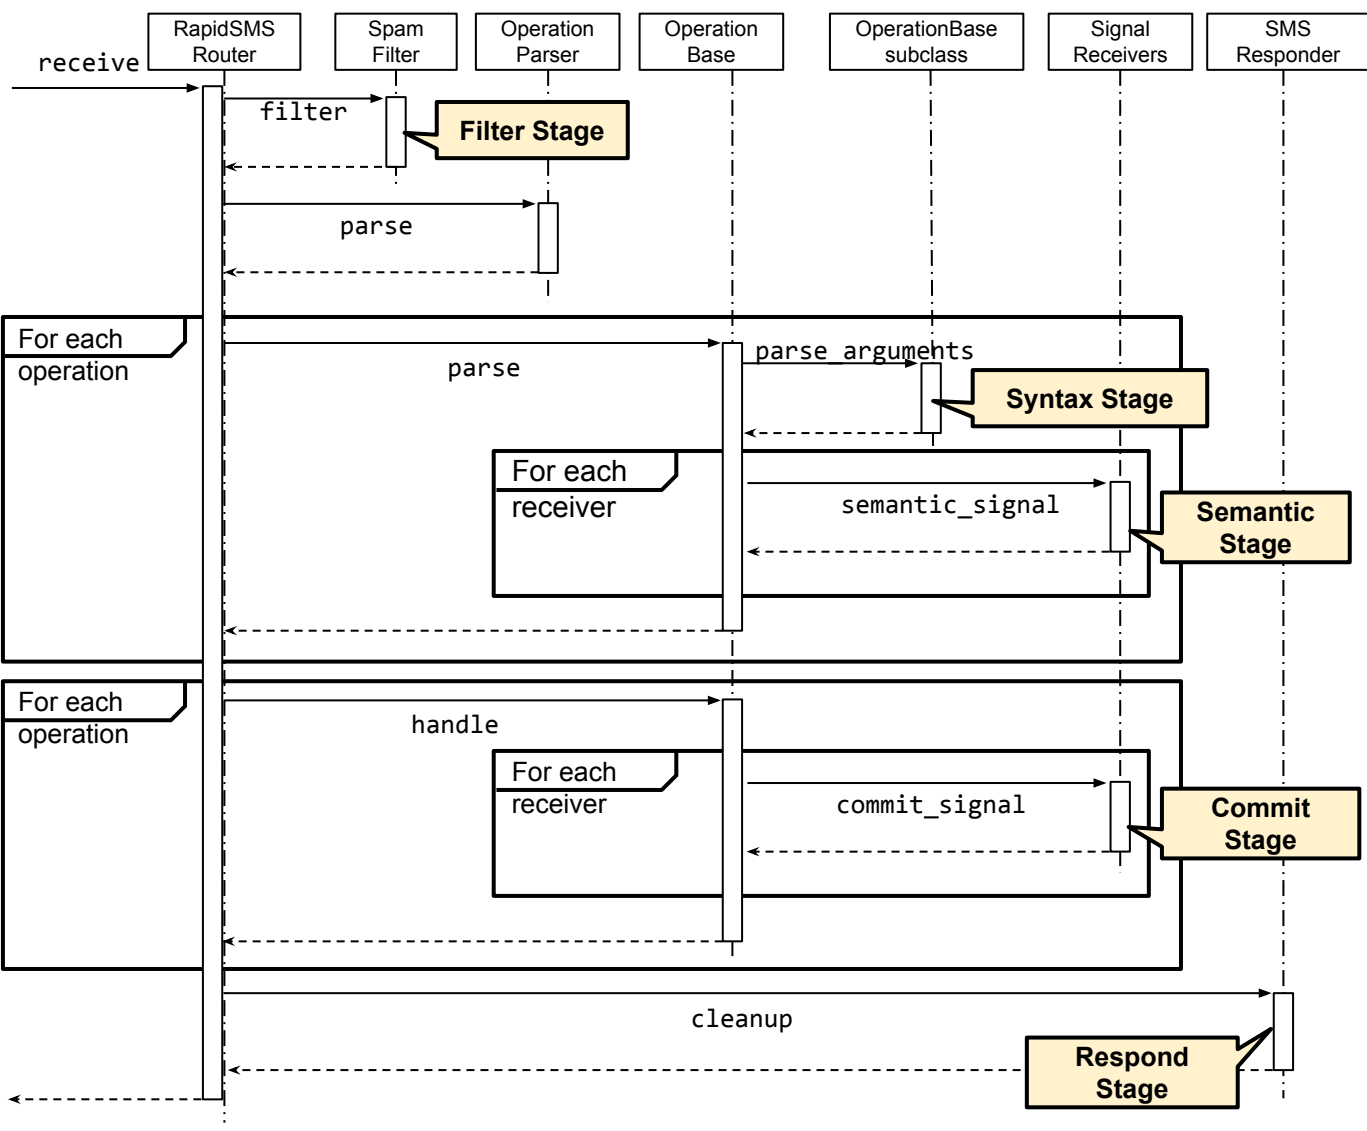 RapidSMS
Router
Spam
Filter
Operation
Parser
Operation
Base
OperationBase
subclass
Signal
Receivers
SMS
Responder
receive
filter
Filter Stage
parse
For each
operation
parse
parse_arguments
Syntax Stage
For each
receiver
semantic_signal
Semantic
Stage
For each
operation
handle
For each
receiver
commit_signal
Commit
Stage
cleanup
Respond
Stage